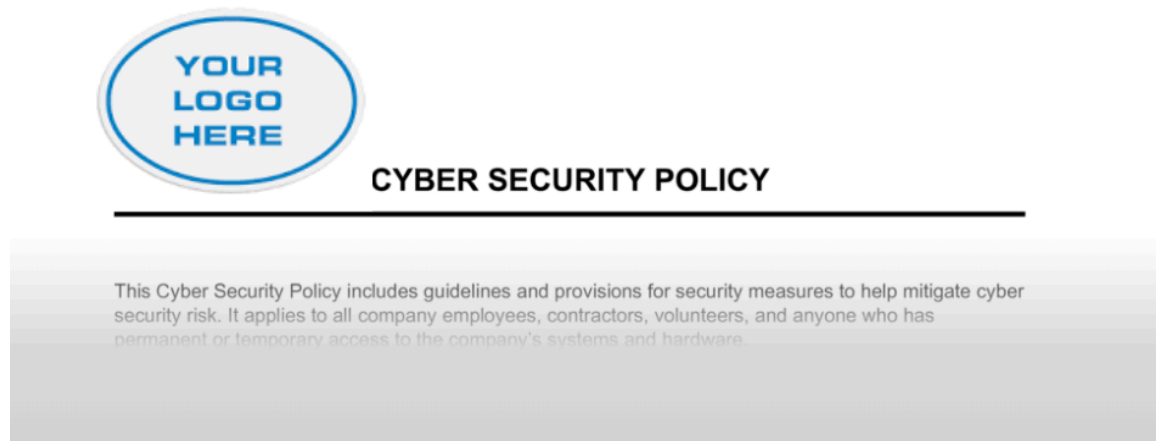 YOUR
LOGO
HERE
CYBER SECURITY POLICY
This Cyber Security Policy includes guidelines and provisions for security measures to help mitigate cyber
security risk. It applies to all company employees, contractors, volunteers, and anyone who has
permanent or temporary access to the company's systems and hardware.